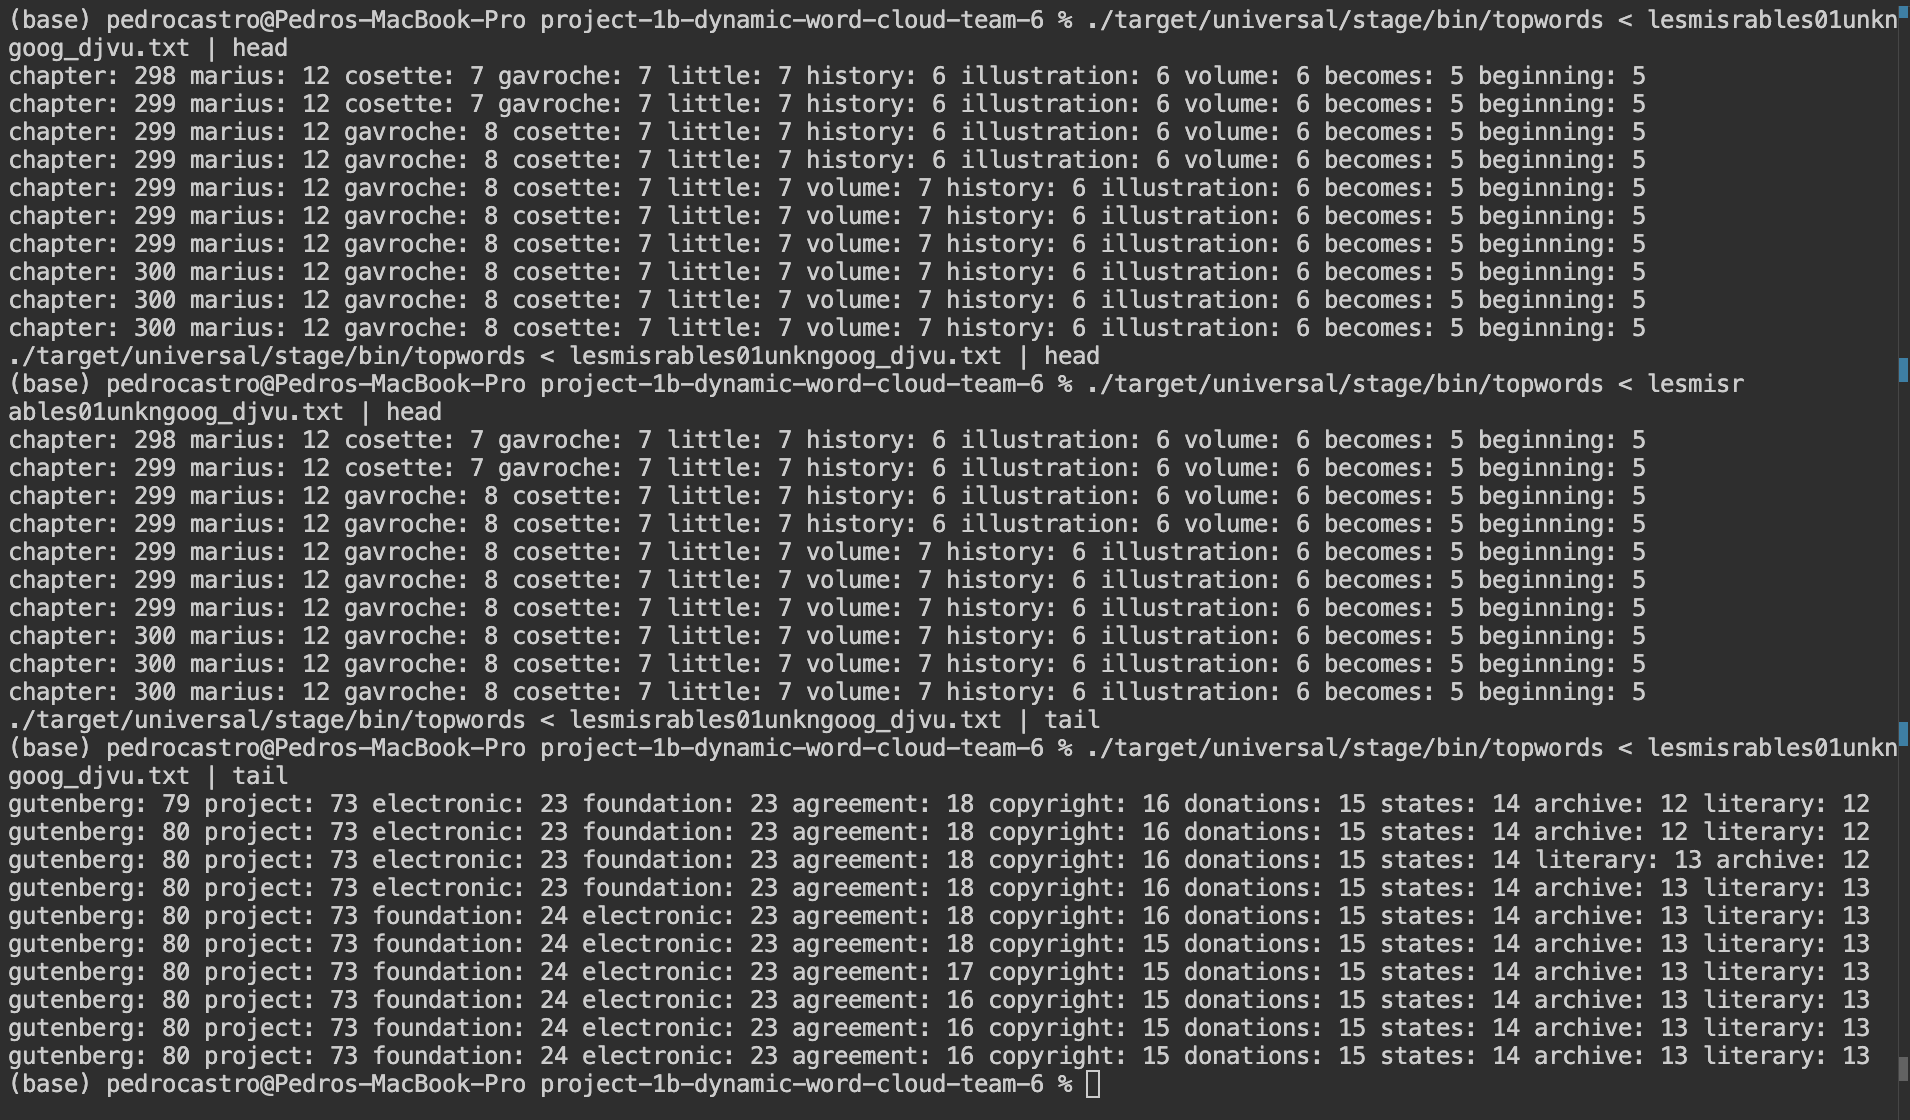 (base) pedrocastro@Pedros-MacBook-Pro project-1b-dynamic-word-cloud-team-6 % ./target/universal/stage/bin/topwords < lesmisrables01unkn
goog_djvu.txt | head
chapter: 298 marius: 12 cosette: 7 gavroche: 7 little: 7 history: 6 illustration: 6 volume: 6 becomes: 5 beginning: 5
chapter: 299 marius: 12 cosette: 7 gavroche: 7 little: 7 history: 6 illustration: 6 volume: 6 becomes: 5 beginning: 5
chapter: 299 marius: 12 gavroche: 8 cosette: 7 little: 7 history: 6 illustration: 6 volume: 6 becomes: 5 beginning: 5
chapter: 299 marius: 12 gavroche: 8 cosette: 7 little: 7 history: 6 illustration: 6 volume: 6 becomes: 5 beginning: 5
chapter: 299 marius: 12 gavroche: 8 cosette: 7 little: 7 volume: 7 history: 6 illustration: 6 becomes: 5 beginning: 5
chapter: 299 marius: 12 gavroche: 8 cosette: 7 little: 7 volume: 7 history: 6 illustration: 6 becomes: 5 beginning: 5
chapter: 299 marius: 12 gavroche: 8 cosette: 7 little: 7 volume: 7 history: 6 illustration: 6 becomes: 5 beginning: 5
chapter: 300 marius: 12 gavroche: 8 cosette: 7 little: 7 volume: 7 history: 6 illustration: 6 becomes: 5 beginning: 5
chapter: 300 marius: 12 gavroche: 8 cosette: 7 little: 7 volume: 7 history: 6 illustration: 6 becomes: 5 beginning: 5
chapter: 300 marius: 12 gavroche: 8 cosette: 7 little: 7 volume: 7 history: 6 illustration: 6 becomes: 5 beginning: 5
./target/universal/stage/bin/topwords < lesmisrables01unkngoog_djvu.txt | head
(base) pedrocastro@Pedros-MacBook-Pro project-1b-dynamic-word-cloud-team-6 % ./target/universal/stage/bin/topwords < lesmisr
ables01unkngoog_djvu.txt | head
chapter: 298 marius: 12 cosette: 7 gavroche: 7 little: 7 history: 6 illustration: 6 volume: 6 becomes: 5 beginning: 5
chapter: 299 marius: 12 cosette: 7 gavroche: 7 little: 7 history: 6 illustration: 6 volume: 6 becomes: 5 beginning: 5
chapter: 299 marius: 12 gavroche: 8 cosette: 7 little: 7 history: 6 illustration: 6 volume: 6 becomes: 5 beginning: 5
chapter: 299 marius: 12 gavroche: 8 cosette: 7 little: 7 history: 6 illustration: 6 volume: 6 becomes: 5 beginning: 5
chapter: 299 marius: 12 gavroche: 8 cosette: 7 little: 7 volume: 7 history: 6 illustration: 6 becomes: 5 beginning: 5
chapter: 299 marius: 12 gavroche: 8 cosette: 7 little: 7 volume: 7 history: 6 illustration: 6 becomes: 5 beginning: 5
chapter: 299 marius: 12 gavroche: 8 cosette: 7 little: 7 volume: 7 history: 6 illustration: 6 becomes: 5 beginning: 5
chapter: 300 marius: 12 gavroche: 8 cosette: 7 little: 7 volume: 7 history: 6 illustration: 6 becomes: 5 beginning: 5
chapter: 300 marius: 12 gavroche: 8 cosette: 7 little: 7 volume: 7 history: 6 illustration: 6 becomes: 5 beginning: 5
chapter: 300 marius: 12 gavroche: 8 cosette: 7 little: 7 volume: 7 history: 6 illustration: 6 becomes: 5 beginning: 5
./target/universal/stage/bin/topwords < lesmisrables01unkngoog_djvu.txt | tail
(base) pedrocastro@Pedros-MacBook-Pro project-1b-dynamic-word-cloud-team-6 % ./target/universal/stage/bin/topwords < lesmisrables01unkn
goog_djvu.txt | tail
gutenberg: 79 project: 73 electronic: 23 foundation: 23 agreement: 18 copyright: 16 donations: 15 states: 14 archive: 12 literary: 12
gutenberg: 80 project: 73 electronic: 23 foundation: 23 agreement: 18 copyright: 16 donations: 15 states: 14 archive: 12 literary: 12
gutenberg: 80 project: 73 electronic: 23 foundation: 23 agreement: 18 copyright: 16 donations: 15 states: 14 literary: 13 archive: 12
gutenberg: 80 project: 73 electronic: 23 foundation: 23 agreement: 18 copyright: 16 donations: 15 states: 14 archive: 13 literary: 13
gutenberg: 80 project: 73 foundation: 24 electronic: 23 agreement: 18 copyright: 16 donations: 15 states: 14 archive: 13 literary: 13
gutenberg: 80 project: 73 foundation: 24 electronic: 23 agreement: 18 copyright: 15 donations: 15 states: 14 archive: 13 literary: 13
gutenberg: 80 project: 73 foundation: 24 electronic: 23 agreement: 17 copyright: 15 donations: 15 states: 14 archive: 13 literary: 13
gutenberg: 80 project: 73 foundation: 24 electronic: 23 agreement: 16 copyright: 15 donations: 15 states: 14 archive: 13 literary: 13
gutenberg: 80 project: 73 foundation: 24 electronic: 23 agreement: 16 copyright: 15 donations: 15 states: 14 archive: 13 literary: 13
gutenberg: 80 project: 73 foundation: 24 electronic: 23 agreement: 16 copyright: 15 donations: 15 states: 14 archive: 13 literary: 13
(base) pedrocastro@Pedros-MacBook-Pro project-1b-dynamic-word-cloud-team-6 %